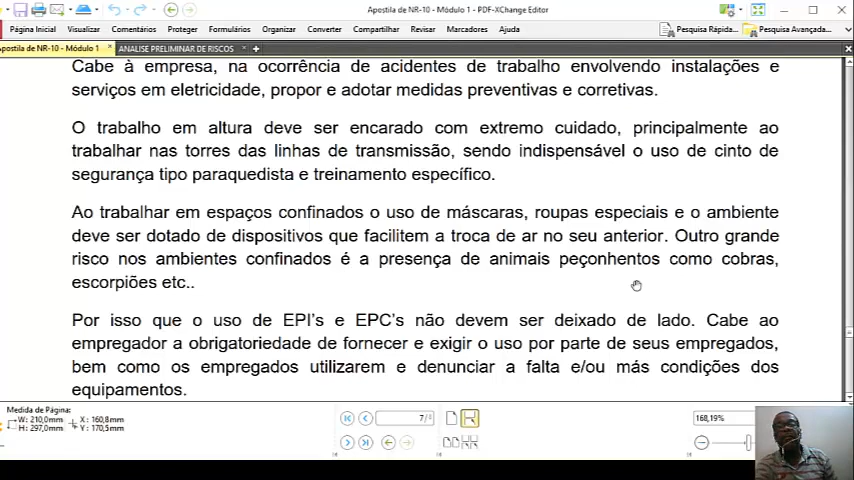 Apostila de NR-10 - Módulo 1 - PDF-XChange Editor
Página Inicial Visualizar Comentários Proteger Formulários Organizar Converter Compartilhar Revisar Marcadores Ajuda Pesquisa Rápida... Pesquisa Avançada...
Apostila de NR-10 - Módulo 1 × ANALISE PRELIMINAR DE RISCOS × +
Cabe à empresa, na ocorrência de acidentes de trabalho envolvendo instalações e
serviços em eletricidade, propor e adotar medidas preventivas e corretivas.
O trabalho em altura deve ser encarado com extremo cuidado, principalmente ao
trabalhar nas torres das linhas de transmissão, sendo indispensável o uso de cinto de
segurança tipo paraquedista e treinamento específico.
Ao trabalhar em espaços confinados o uso de máscaras, roupas especiais e o ambiente
deve ser dotado de dispositivos que facilitem a troca de ar no seu anterior. Outro grande
risco nos ambientes confinados é a presença de animais peçonhentos como cobras,
escorpiões etc..
Por isso que o uso de EPI's e EPC's não devem ser deixado de lado. Cabe ao
empregador a obrigatoriedade de fornecer e exigir o uso por parte de seus empregados,
bem como os empregados utilizarem e denunciar a falta e/ou más condições dos
equipamentos.
Medida de Página:
W: 210,0mm X: 160,8mm
H: 297,0mm Y: 170,5mm
7/
168,19%